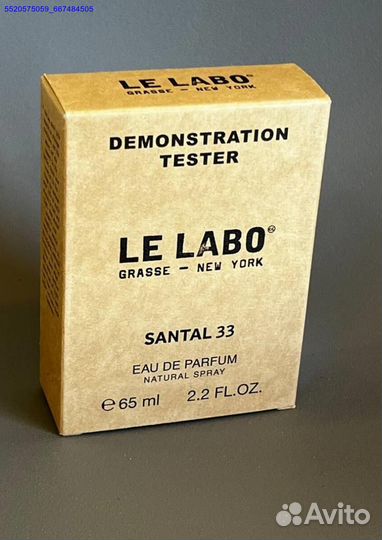 5520575059_667484505
LE LABO®
GRASSE – NEW YORK
DEMONSTRATION
TESTER
LE LABO®
GRASSE – NEW YORK
SANTAL 33
EAU DE PARFUM
NATURAL SPRAY
℮65 ml 2.2 FL.OZ.
Avito